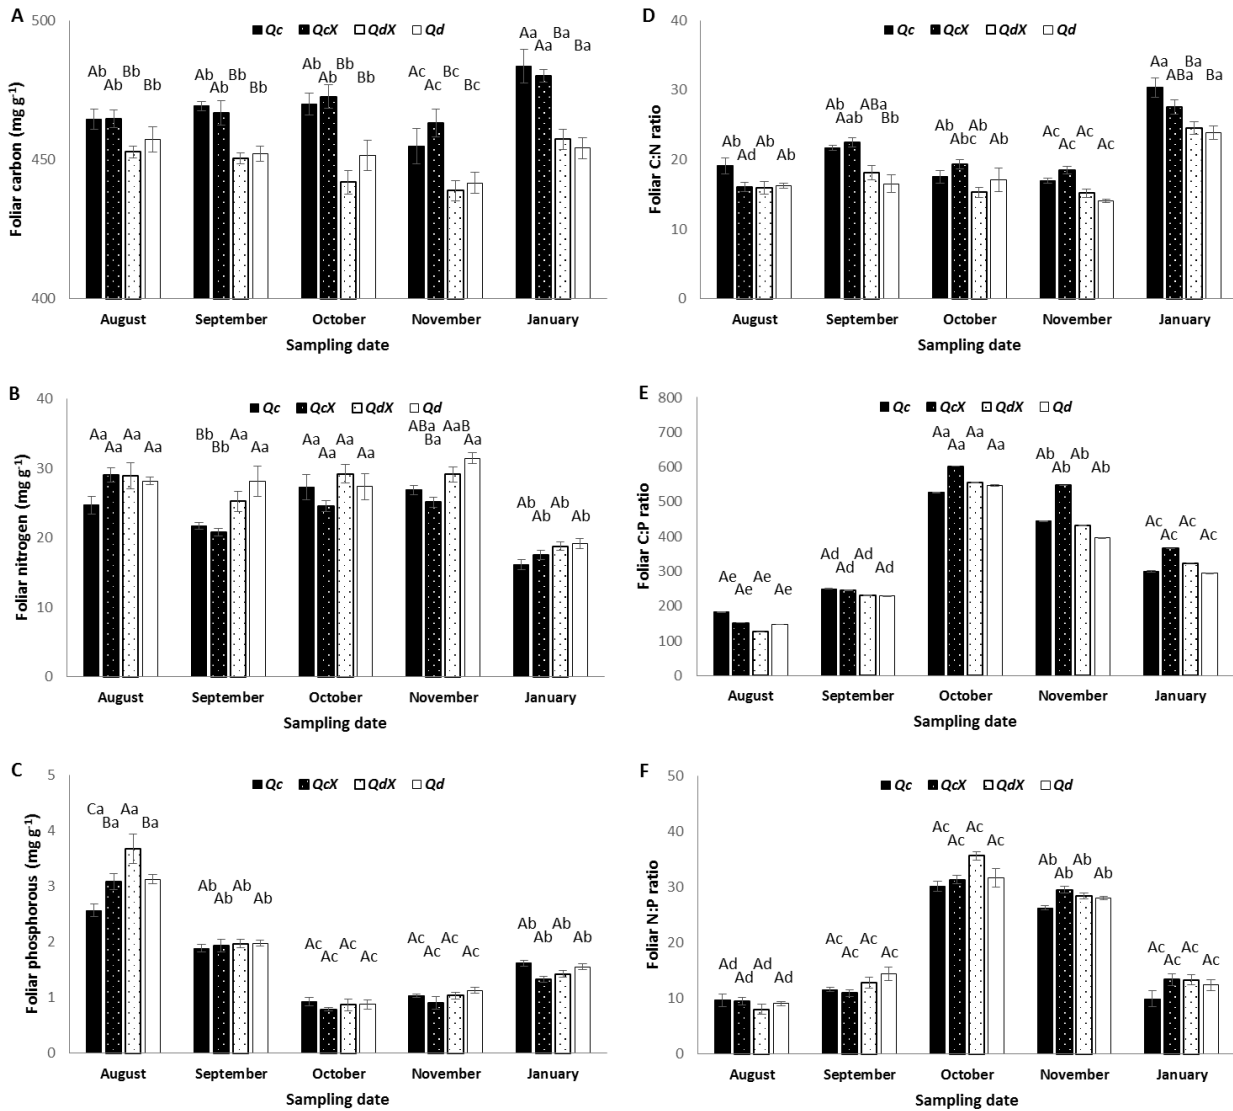 A
500
450
400
Foliar carbon (mg g-1)
Qc QcX QdX Qd
Ab Ab Bb Bb
Ab Ab Bb Bb
Ab Ab Bb Bb
Ac Ac Bc Bc
Aa Aa Ba Ba
August September October November January
Sampling date
B
40
30
20
10
0
Foliar nitrogen (mg g-1)
Qc QcX QdX Qd
Aa Aa Aa Aa
Bb Bb Aa Aa
Aa Aa Aa Aa
ABa Ba AaB Aa
Ab Ab Ab Ab
August September October November January
Sampling date
C
5
4
3
2
1
0
Foliar phosphorous (mg g-1)
Qc QcX QdX Qd
Ca Ba Aa Ba
Ab Ab Ab Ab
Ac Ac Ac Ac
Ac Ac Ac Ac
Ab Ab Ab Ab
August September October November January
Sampling date
D
40
30
20
10
0
Foliar C:N ratio
Qc QcX QdX Qd
Ab Ad Ab Ab
Ab Aab ABa Bb
Ab Abc Ab Ab
Ac Ac Ac Ac
Aa ABa Ba Ba
August September October November January
Sampling date
E
800
700
600
500
400
300
200
100
0
Foliar C:P ratio
Qc QcX QdX Qd
Ae Ae Ae Ae
Ad Ad Ad Ad
Aa Aa Aa Aa
Ab Ab Ab Ab
Ac Ac Ac Ac
August September October November January
Sampling date
F
50
40
30
20
10
0
Foliar N:P ratio
Qc QcX QdX Qd
Ad Ad Ad Ad
Ac Ac Ac Ac
Ac Ac Ac Ac
Ab Ab Ab Ab
Ac Ac Ac Ac
August September October November January
Sampling date